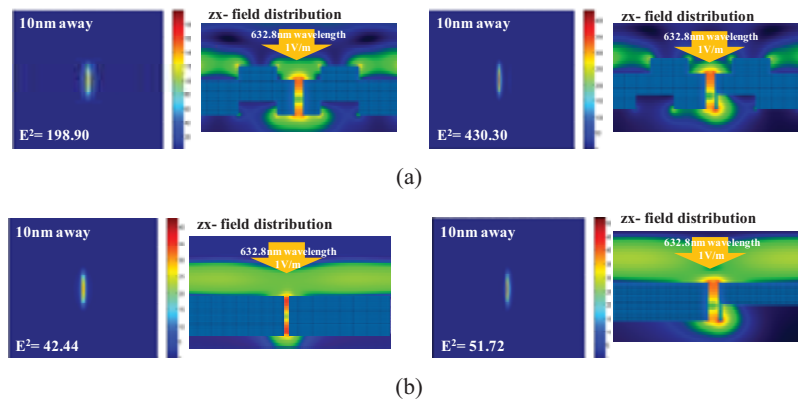 10nm away
E²= 198.90
zx- field distribution
632.8nm wavelength
1V/m
10nm away
E²= 430.30
zx- field distribution
632.8nm wavelength
1V/m
(a)
10nm away
E²= 42.44
zx- field distribution
632.8nm wavelength
1V/m
10nm away
E²= 51.72
zx- field distribution
632.8nm wavelength
1V/m
(b)